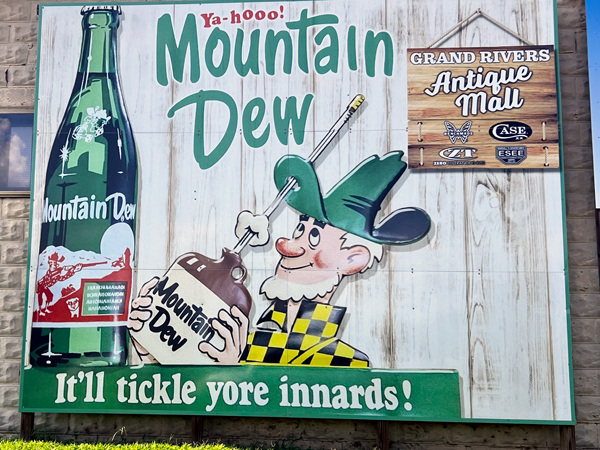 Ya-hooo!
Mountain
Dew
GRAND RIVERS
Antique
Mall
CASE
ZT
ESEE
Mountain Dew
Mountain
Dew
It'll tickle yore innards!